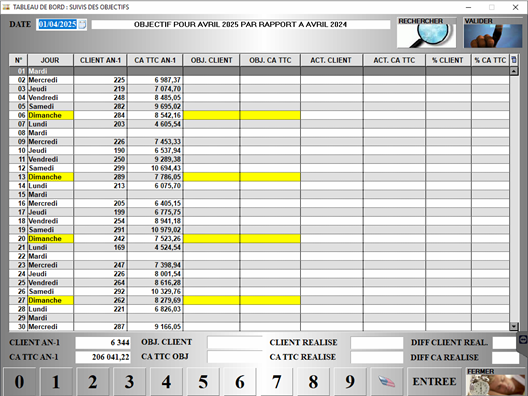 TABLEAU DE BORD : SUIVIS DES OBJECTIFS
DATE 01/04/2025 OBJECTIF POUR AVRIL 2025 PAR RAPPORT A AVRIL 2024 RECHERCHER VALIDER
N° JOUR CLIENT AN-1 CA TTC AN-1 OBJ. CLIENT OBJ. CA TTC ACT. CLIENT ACT. CA TTC % CLIENT % CA TTC
01 Mardi
02 Mercredi 225 6 987,37
03 Jeudi 219 7 074,70
04 Vendredi 248 8 485,05
05 Samedi 282 9 695,02
06 Dimanche 284 8 542,16
07 Lundi 203 4 605,54
08 Mardi
09 Mercredi 226 7 453,33
10 Jeudi 190 6 537,94
11 Vendredi 250 9 289,38
12 Samedi 299 10 694,43
13 Dimanche 289 7 786,05
14 Lundi 213 6 075,70
15 Mardi
16 Mercredi 205 6 405,15
17 Jeudi 199 6 775,75
18 Vendredi 254 8 941,18
19 Samedi 291 10 979,02
20 Dimanche 242 7 523,26
21 Lundi 169 4 524,54
22 Mardi
23 Mercredi 247 7 398,94
24 Jeudi 226 8 001,54
25 Vendredi 264 8 616,28
26 Samedi 292 10 329,76
27 Dimanche 262 8 279,69
28 Lundi 221 6 826,03
29 Mardi
30 Mercredi 287 9 166,05
CLIENT AN-1 6 344 OBJ. CLIENT CLIENT REALISE DIFF CLIENT REAL.
CA TTC AN-1 206 041,22 CA TTC OBJ CA TTC REALISE DIFF CA REALISE
0 1 2 3 4 5 6 7 8 9 ENTREE FERMER